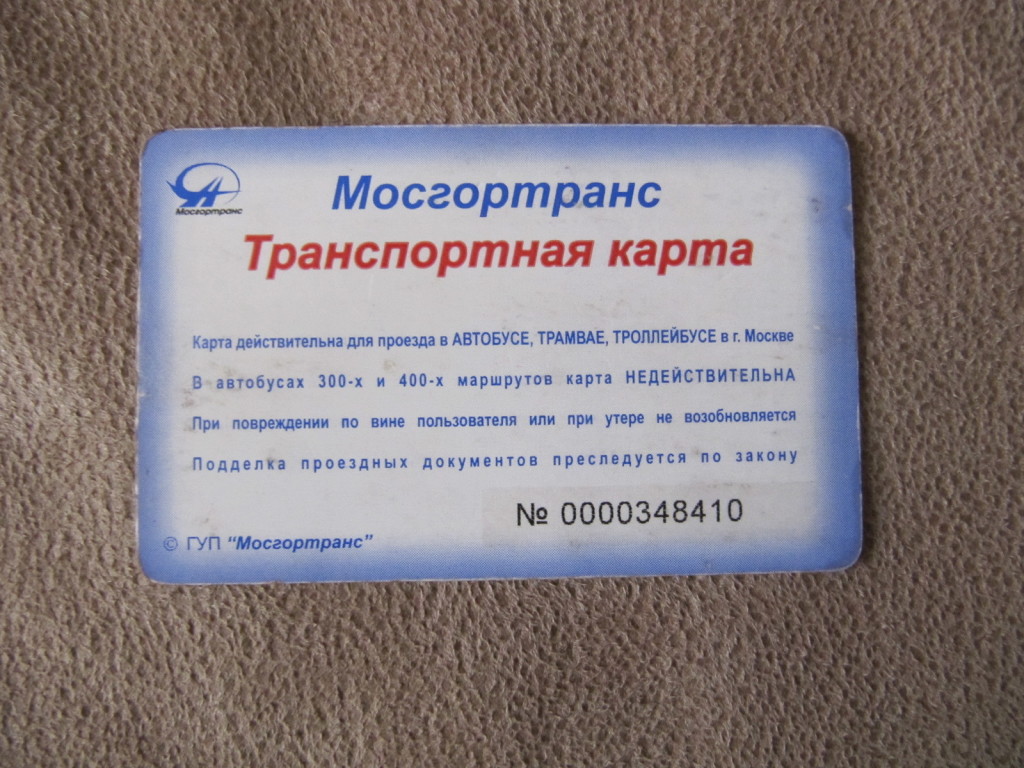 Мосгортранс
Мосгортранс
Транспортная карта
Карта действительна для проезда в АВТОБУСЕ, ТРАМВАЕ, ТРОЛЛЕЙБУСЕ в г. Москве
В автобусах 300-х и 400-х маршрутов карта НЕДЕЙСТВИТЕЛЬНА
При повреждении по вине пользователя или при утере не возобновляется
Подделка проездных документов преследуется по закону
№ 0000348410
© ГУП “Мосгортранс”